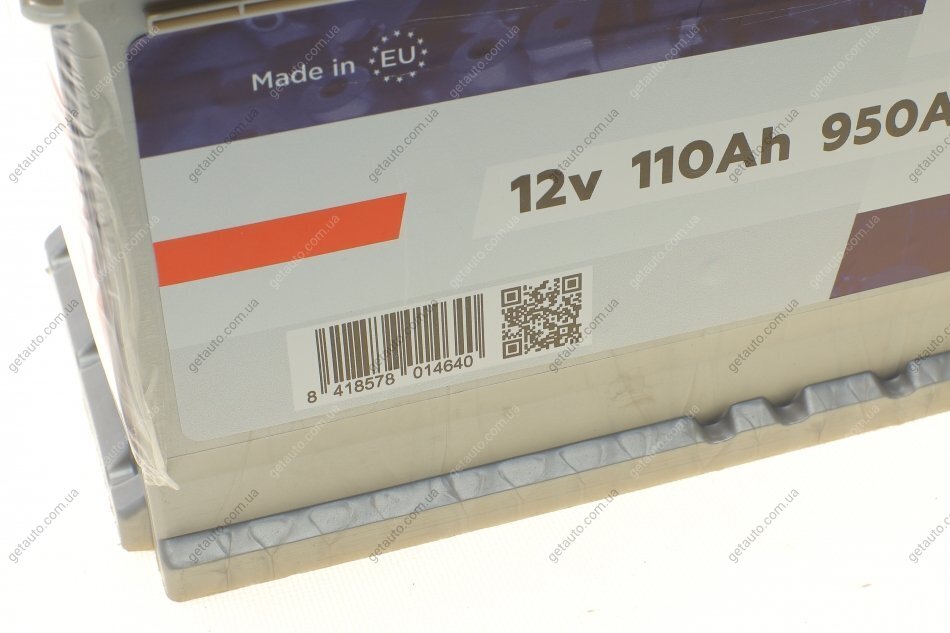 Made in EU
12v 110Ah 950A
8 418578 014640
getauto.com.ua